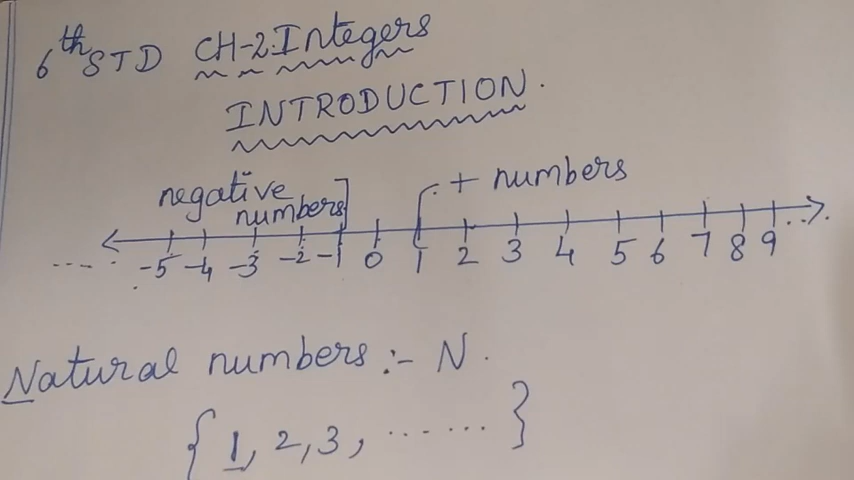 6th STD CH-2:Integers
INTRODUCTION.
negative + numbers
numbers
.... -5 -4 -3 -2 -1 0 1 2 3 4 5 6 7 8 9 ...
Natural numbers :- N.
{ 1, 2, 3, ....... }